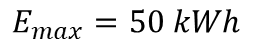 E_max = 50 kWh